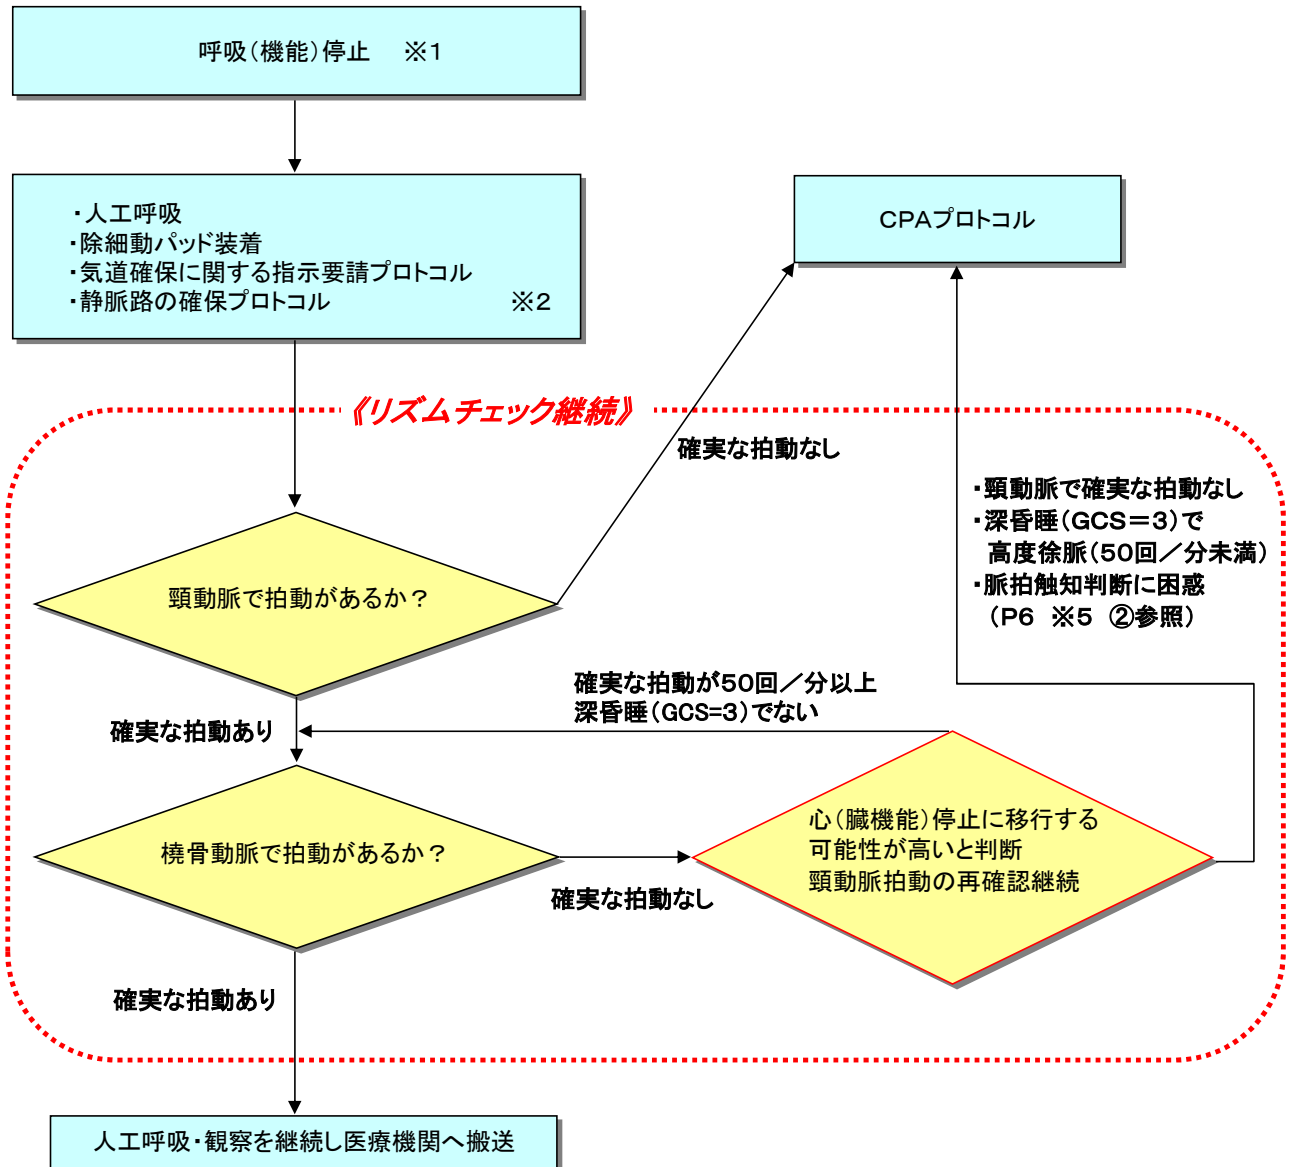 呼吸(機能)停止 ※1
・人工呼吸
・除細動パッド装着
・気道確保に関する指示要請プロトコル
・静脈路の確保プロトコル ※2
CPAプロトコル
《リズムチェック継続》
確実な拍動なし
・頸動脈で確実な拍動なし
・深昏睡(GCS=3)で
高度徐脈(50回/分未満)
・脈拍触知判断に困惑
(P6 ※5 ②参照)
頸動脈で拍動があるか?
確実な拍動が50回/分以上
深昏睡(GCS=3)でない
確実な拍動あり
橈骨動脈で拍動があるか?
心(臓機能)停止に移行する
可能性が高いと判断
頸動脈拍動の再確認継続
確実な拍動なし
確実な拍動あり
人工呼吸・観察を継続し医療機関へ搬送